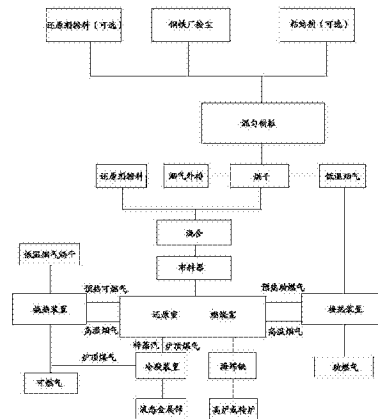 还原剂粉料（可选） 钢铁厂粉尘 粘结剂（可选）
混匀制粒
还原剂粉料 烟气外排 烘干 低温烟气
混合
低温烟气烘干 布料器
换热装置 预热可燃气 还原室 燃烧室 预热助燃气 换热装置
高温烟气 高温烟气
炉顶煤气 锌蒸汽 炉顶煤气
可燃气 冷凝装置 海绵铁 助燃气
液态金属锌 高炉或转炉